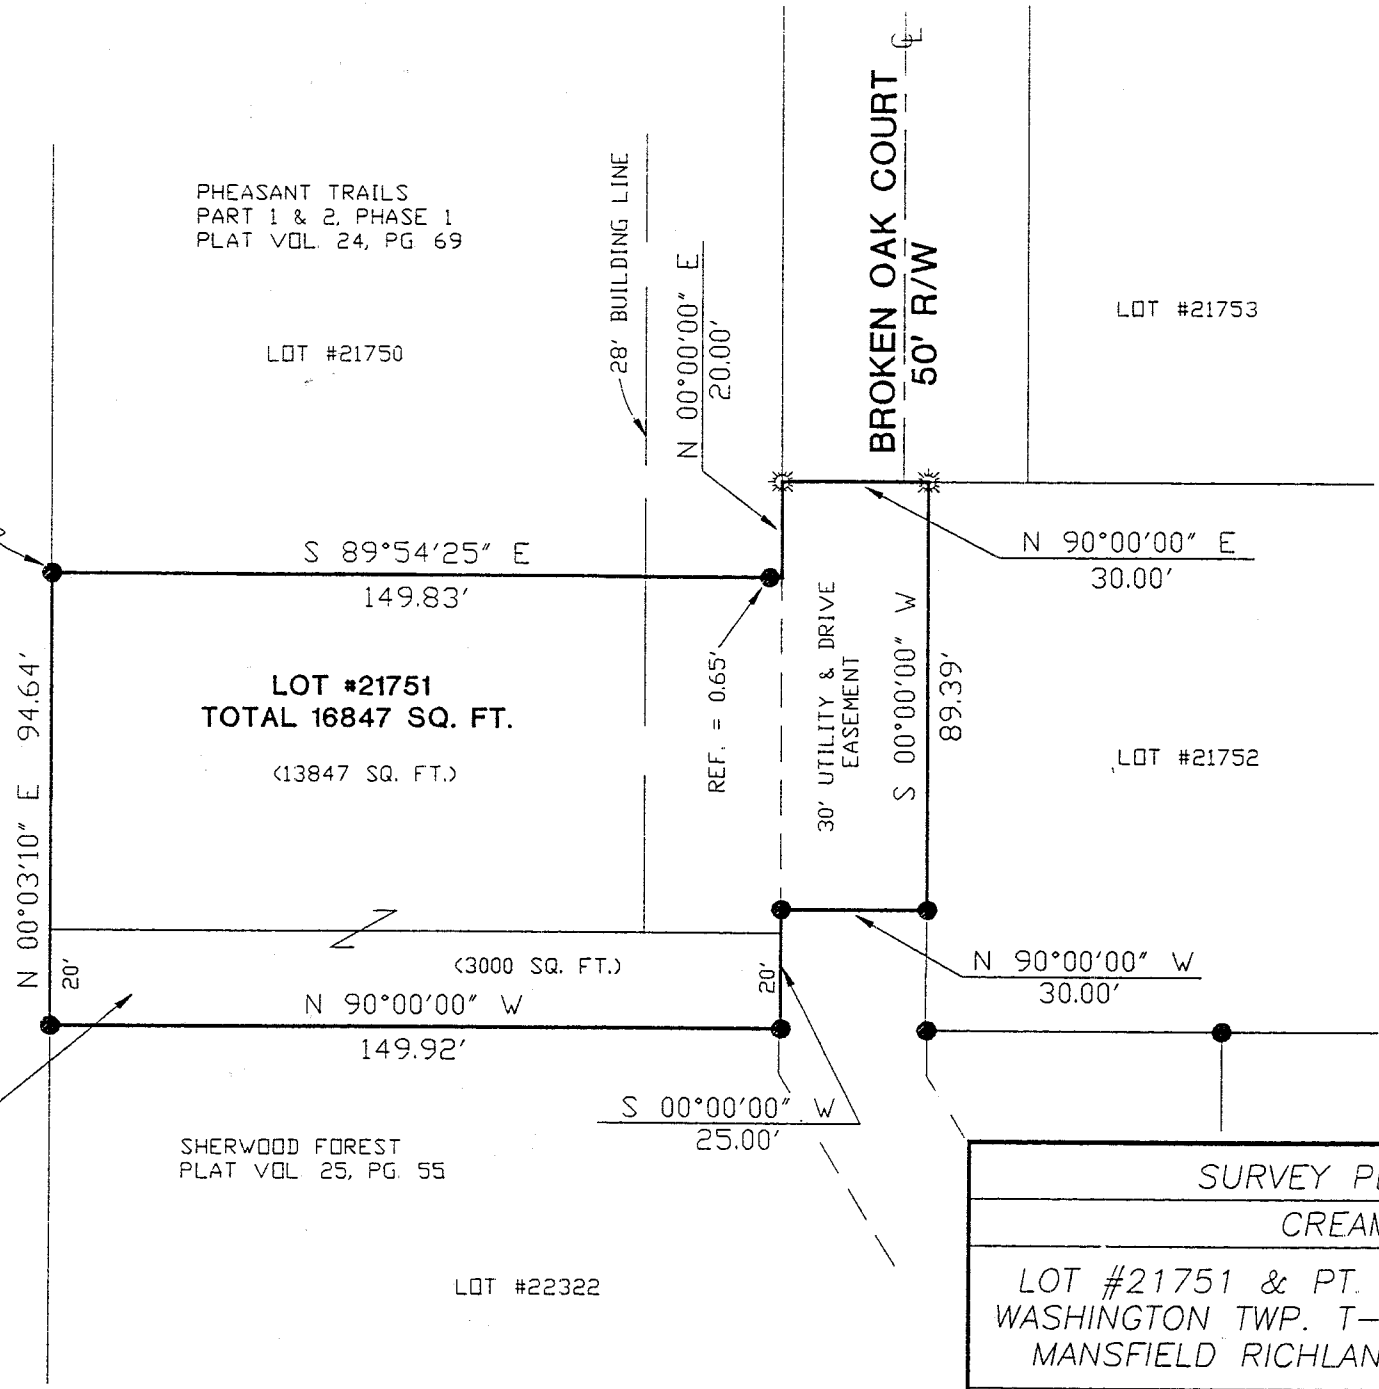 PHEASANT TRAILS
PART 1 & 2, PHASE 1
PLAT VOL. 24, PG 69
LOT #21750
28' BUILDING LINE
N 00°00'00" E
20.00'
BROKEN OAK COURT
50' R/W
LOT #21753
S 89°54'25" E
149.83'
N 90°00'00" E
30.00'
LOT #21751
TOTAL 16847 SQ. FT.
(13847 SQ. FT.)
N 00°03'10" E 94.64'
REF. = 0.65'
30' UTILITY & DRIVE
EASEMENT
S 00°00'00" W
89.39'
LOT #21752
20'
(3000 SQ. FT.)
20'
N 90°00'00" W
149.92'
N 90°00'00" W
30.00'
S 00°00'00" W
25.00'
SHERWOOD FOREST
PLAT VOL. 25, PG. 55
LOT #22322
SURVEY
LOT #21751 & PT.
WASHINGTON TWP. T-
MANSFIELD